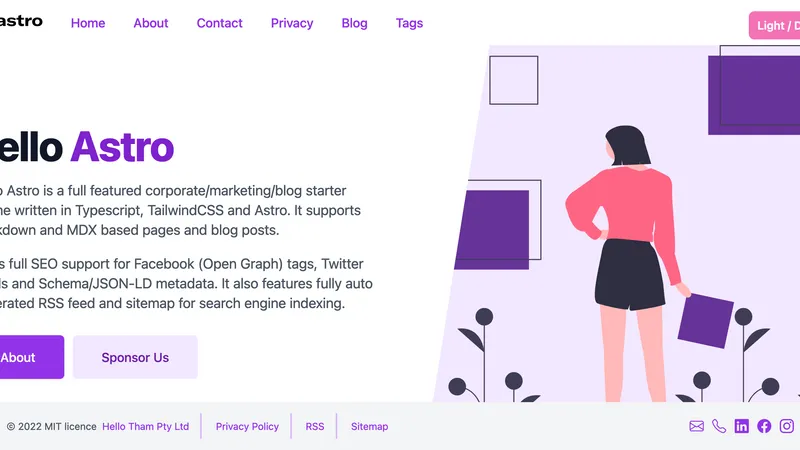 astro Home About Contact Privacy Blog Tags Light / D
ello Astro
o Astro is a full featured corporate/marketing/blog starter
ne written in Typescript, TailwindCSS and Astro. It supports
kdown and MDX based pages and blog posts.
s full SEO support for Facebook (Open Graph) tags, Twitter
ds and Schema/JSON-LD metadata. It also features fully auto
erated RSS feed and sitemap for search engine indexing.
About Sponsor Us
© 2022 MIT licence Hello Tham Pty Ltd Privacy Policy RSS Sitemap